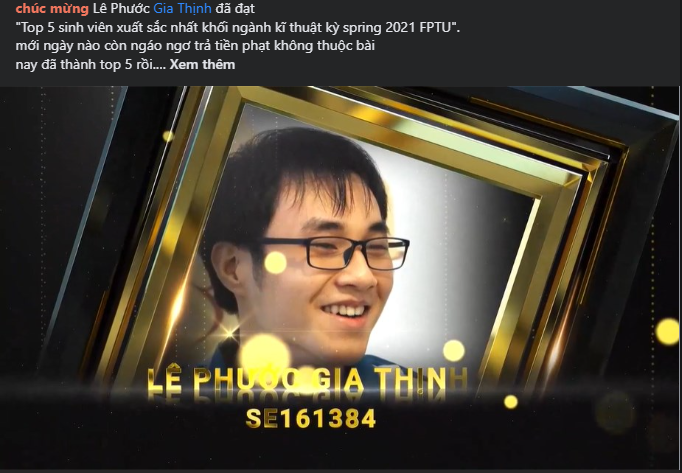 chúc mừng Lê Phước Gia Thịnh đã đạt
"Top 5 sinh viên xuất sắc nhất khối ngành kĩ thuật kỳ spring 2021 FPTU".
mới ngày nào còn ngáo ngơ trả tiền phạt không thuộc bài
nay đã thành top 5 rồi.... Xem thêm
LÊ PHƯỚC GIA THỊNH
SE161384